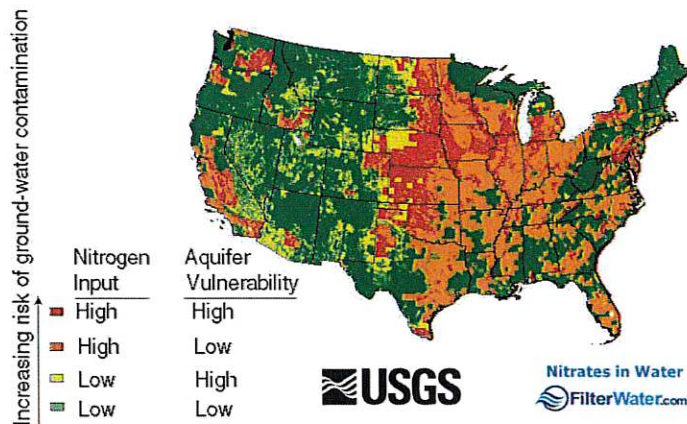 Increasing risk of ground-water contamination
Nitrogen Input
Aquifer Vulnerability
High High
High Low
Low High
Low Low
USGS
Nitrates in Water
FilterWater.com